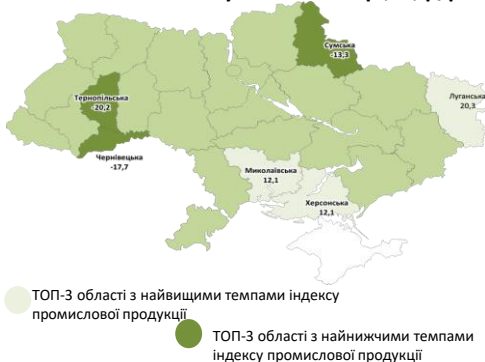 Сумська
-13,3
Луганська
20,3
Тернопільська
-20,2
Чернівецька
-17,7
Миколаївська
12,1
Херсонська
12,1
ТОП-3 області з найвищими темпами індексу
промислової продукції
ТОП-3 області з найнижчими темпами
індексу промислової продукції